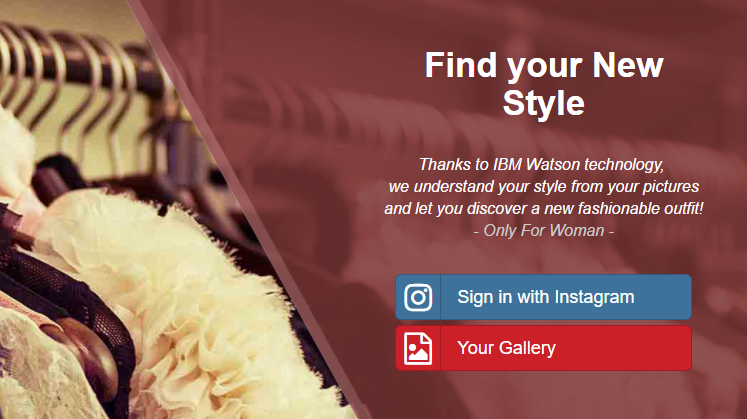 Find your New
Style
Thanks to IBM Watson technology,
we understand your style from your pictures
and let you discover a new fashionable outfit!
- Only For Woman -
Sign in with Instagram
Your Gallery